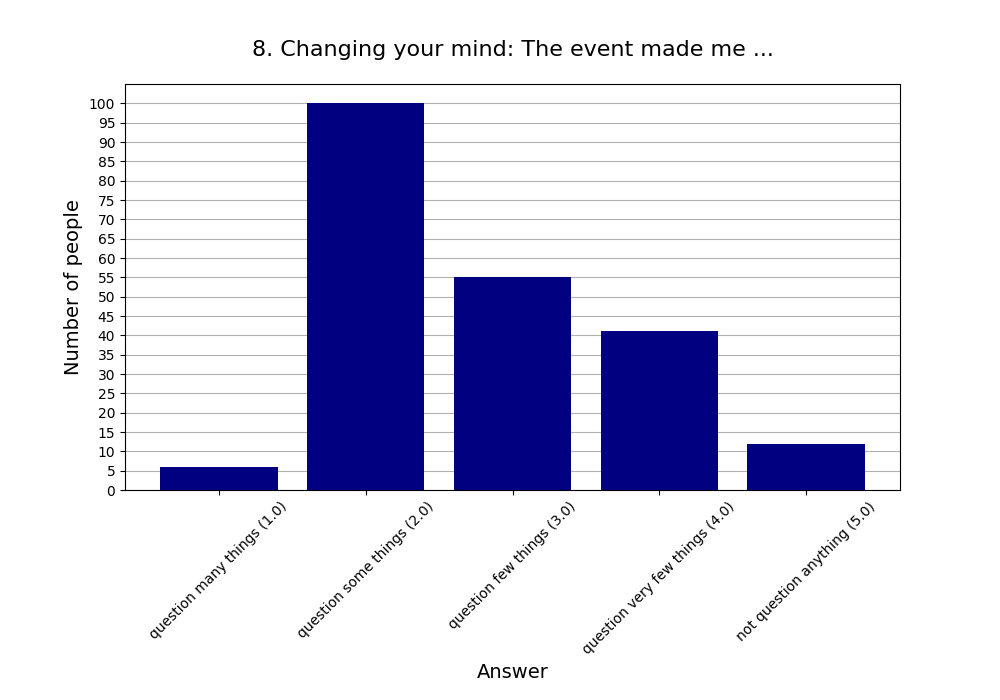 8. Changing your mind: The event made me ...
Number of people
100
95
90
85
80
75
70
65
60
55
50
45
40
35
30
25
20
15
10
5
0
question many things (1.0)
question some things (2.0)
question few things (3.0)
question very few things (4.0)
not question anything (5.0)
Answer